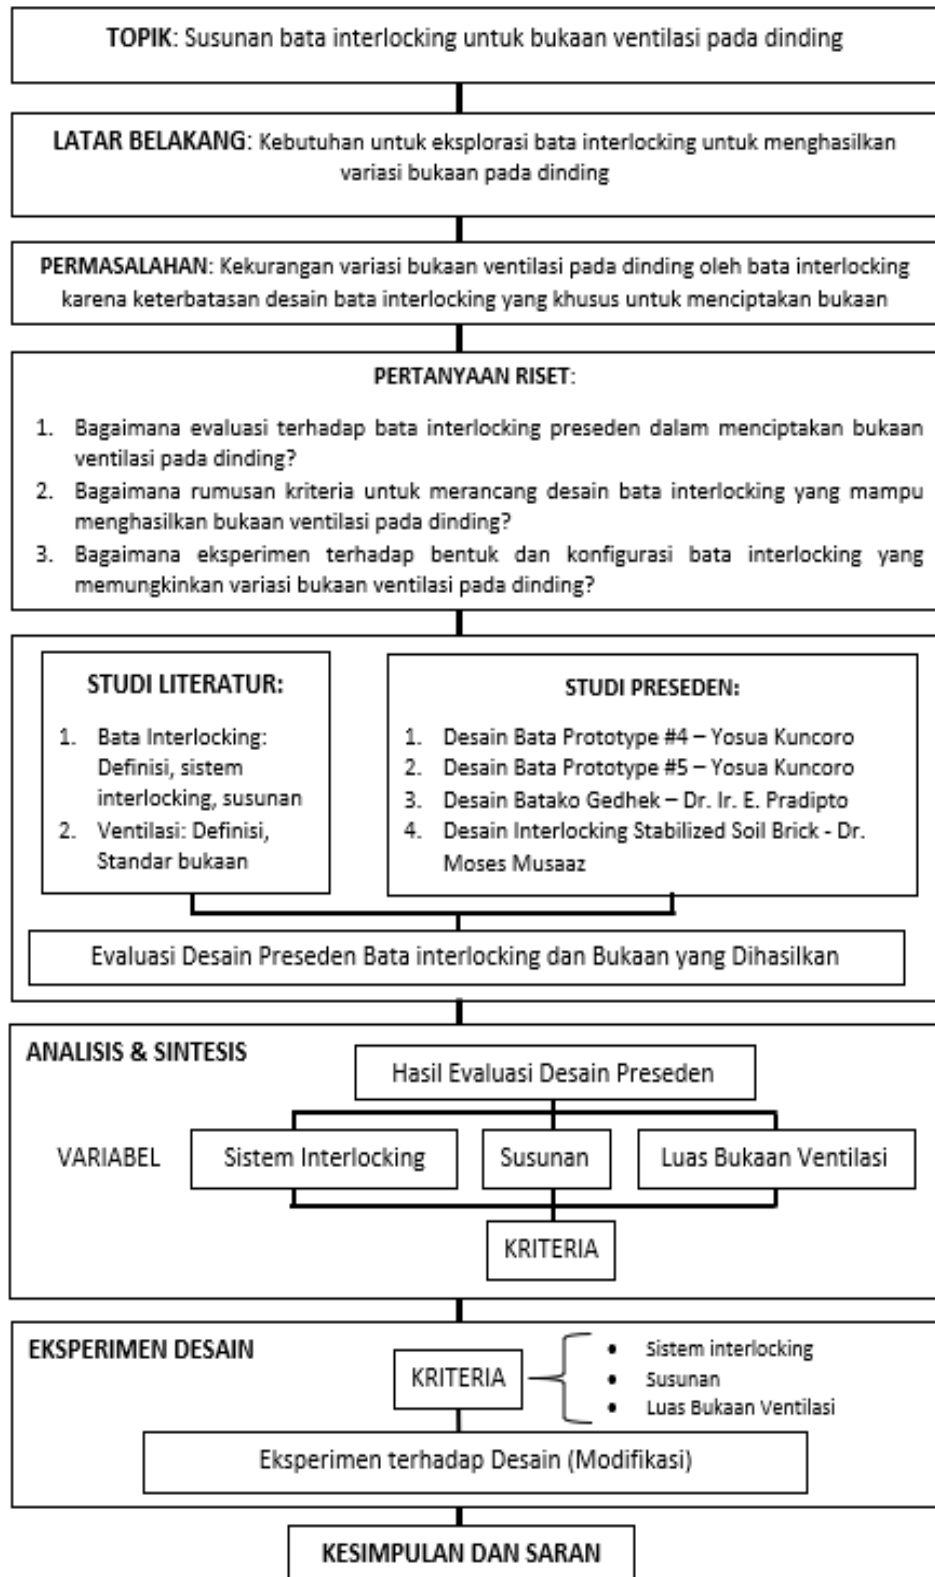 TOPIK: Susunan bata interlocking untuk bukaan ventilasi pada dinding
LATAR BELAKANG: Kebutuhan untuk eksplorasi bata interlocking untuk menghasilkan
variasi bukaan pada dinding
PERMASALAHAN: Kekurangan variasi bukaan ventilasi pada dinding oleh bata interlocking
karena keterbatasan desain bata interlocking yang khusus untuk menciptakan bukaan
PERTANYAAN RISET:
1. Bagaimana evaluasi terhadap bata interlocking preseden dalam menciptakan bukaan
ventilasi pada dinding?
2. Bagaimana rumusan kriteria untuk merancang desain bata interlocking yang mampu
menghasilkan bukaan ventilasi pada dinding?
3. Bagaimana eksperimen terhadap bentuk dan konfigurasi bata interlocking yang
memungkinkan variasi bukaan ventilasi pada dinding?
STUDI LITERATUR:
1. Bata Interlocking:
Definisi, sistem
interlocking, susunan
2. Ventilasi: Definisi,
Standar bukaan
STUDI PRESEDEN:
1. Desain Bata Prototype #4 – Yosua Kuncoro
2. Desain Bata Prototype #5 – Yosua Kuncoro
3. Desain Batako Gedhek – Dr. Ir. E. Pradipto
4. Desain Interlocking Stabilized Soil Brick - Dr.
Moses Musaaz
Evaluasi Desain Preseden Bata interlocking dan Bukaan yang Dihasilkan
ANALISIS & SINTESIS
Hasil Evaluasi Desain Preseden
VARIABEL
Sistem Interlocking
Susunan
Luas Bukaan Ventilasi
KRITERIA
EKSPERIMEN DESAIN
KRITERIA
• Sistem interlocking
• Susunan
• Luas Bukaan Ventilasi
Eksperimen terhadap Desain (Modifikasi)
KESIMPULAN DAN SARAN